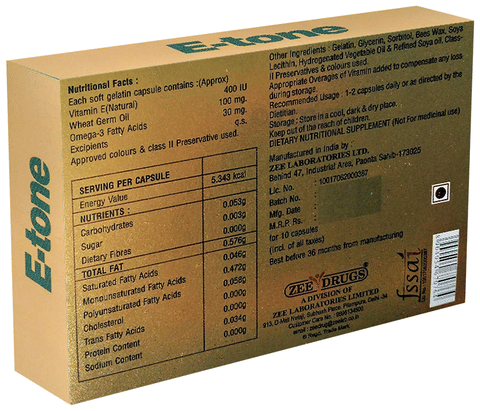 E-tone
E-tone
Nutritional Facts :
Each soft gelatin capsule contains :(Approx)
Vitamin E(Natural) 400 IU
Wheat Germ Oil 100 mg.
Omega-3 Fatty Acids 30 mg.
Excipients q.s.
Approved colours & class II Preservative used.
SERVING PER CAPSULE
Energy Value 5.343 kcal
NUTRIENTS :
Carbohydrates 0.053g
Sugar 0.003g
Dietary Fibres 0.000g
TOTAL FAT 0.576g
Saturated Fatty Acids 0.046g
Monounsaturated Fatty Acids 0.472g
Polyunsaturated Fatty Acids 0.058g
Cholesterol 0.000g
Trans Fatty Acids 0.000g
Protein Content 0.034g
Sodium Content 0.000g
Other Ingredients : Gelatin, Glycerin, Sorbitol, Bees Wax, Soya
Lecithin, Hydrogenated Vegetable Oil & Refined Soya oil. Class-
II Preservatives & colours used.
Appropriate Overages of Vitamin added to compensate any loss
during storage.
Recommended Usage : 1-2 capsules daily or as directed by the
Dietitian.
Storage : Store in a cool, dark & dry place.
Keep out of the reach of children.
DIETARY NUTRITIONAL SUPPLEMENT (Not For medicinal use)
Manufactured in India by :
ZEE LABORATORIES LTD.
Behind 47, Industrial Area, Paonta Sahib-173025
Lic. No. : 10017062000387
Batch No. :
Mfg. Date :
M.R.P. Rs. :
for 10 capsules
(incl. of all taxes)
Best before 36 months from manufacturing
ZEE DRUGS®
A DIVISION OF
ZEE LABORATORIES LIMITED
fssai